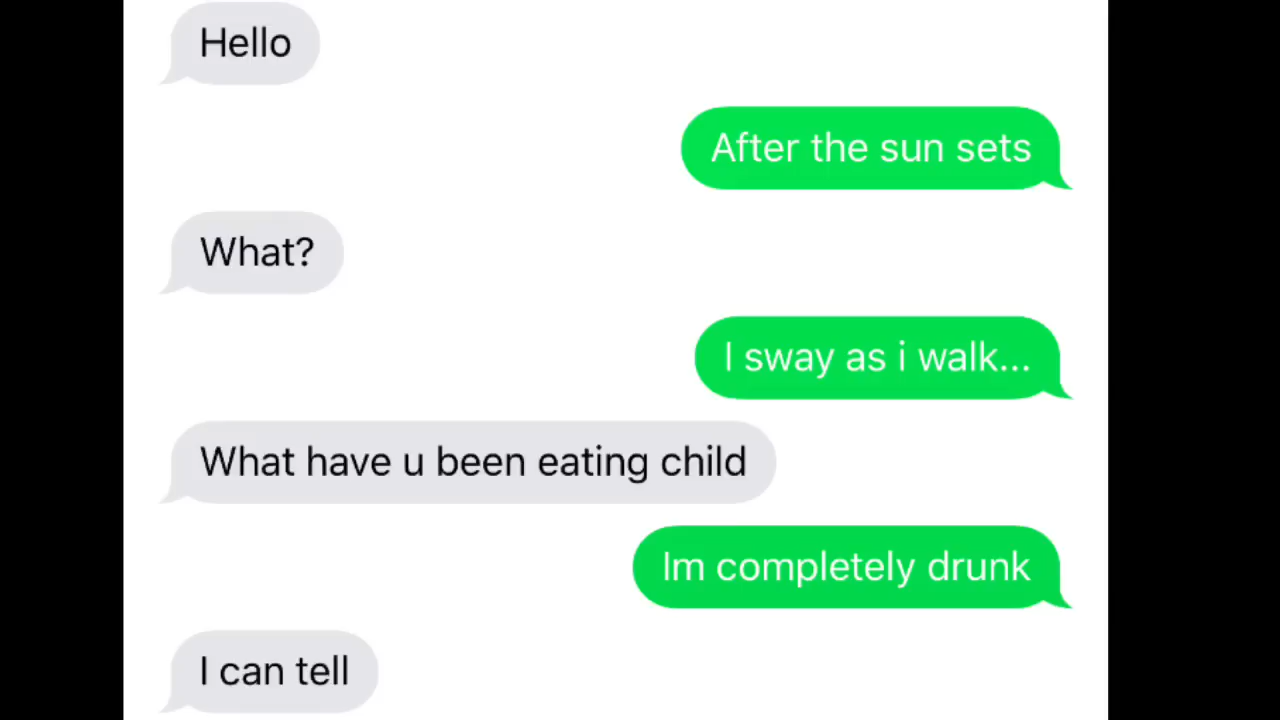 Hello
After the sun sets
What?
I sway as i walk...
What have u been eating child
Im completely drunk
I can tell